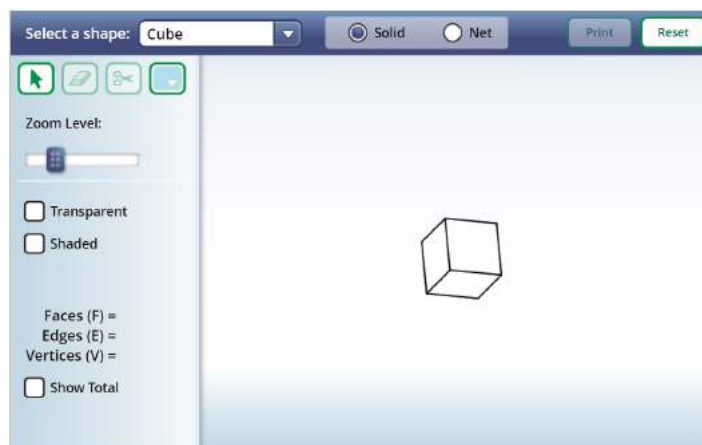 Select a shape: Cube Solid Net Print Reset
Zoom Level:
Transparent
Shaded
Faces (F) =
Edges (E) =
Vertices (V) =
Show Total